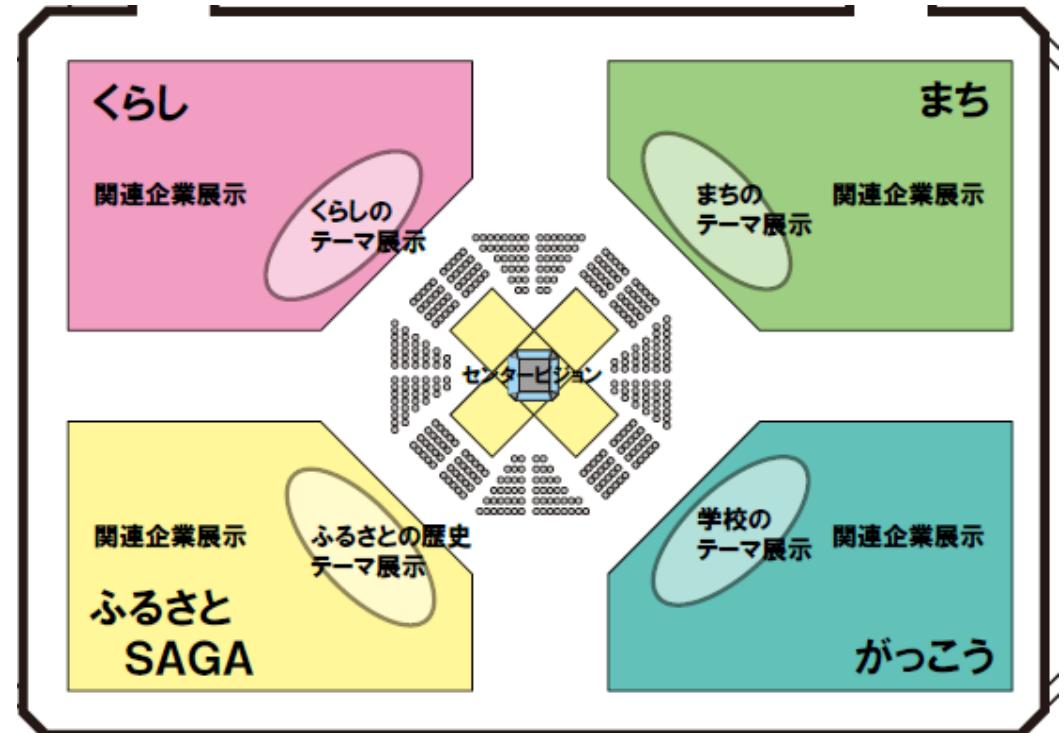 くらし
関連企業展示
くらしの
テーマ展示
まち
まちの
テーマ展示
関連企業展示
センタービジョン
関連企業展示
ふるさとの歴史
テーマ展示
ふるさと
SAGA
学校の
テーマ展示
関連企業展示
がっこう